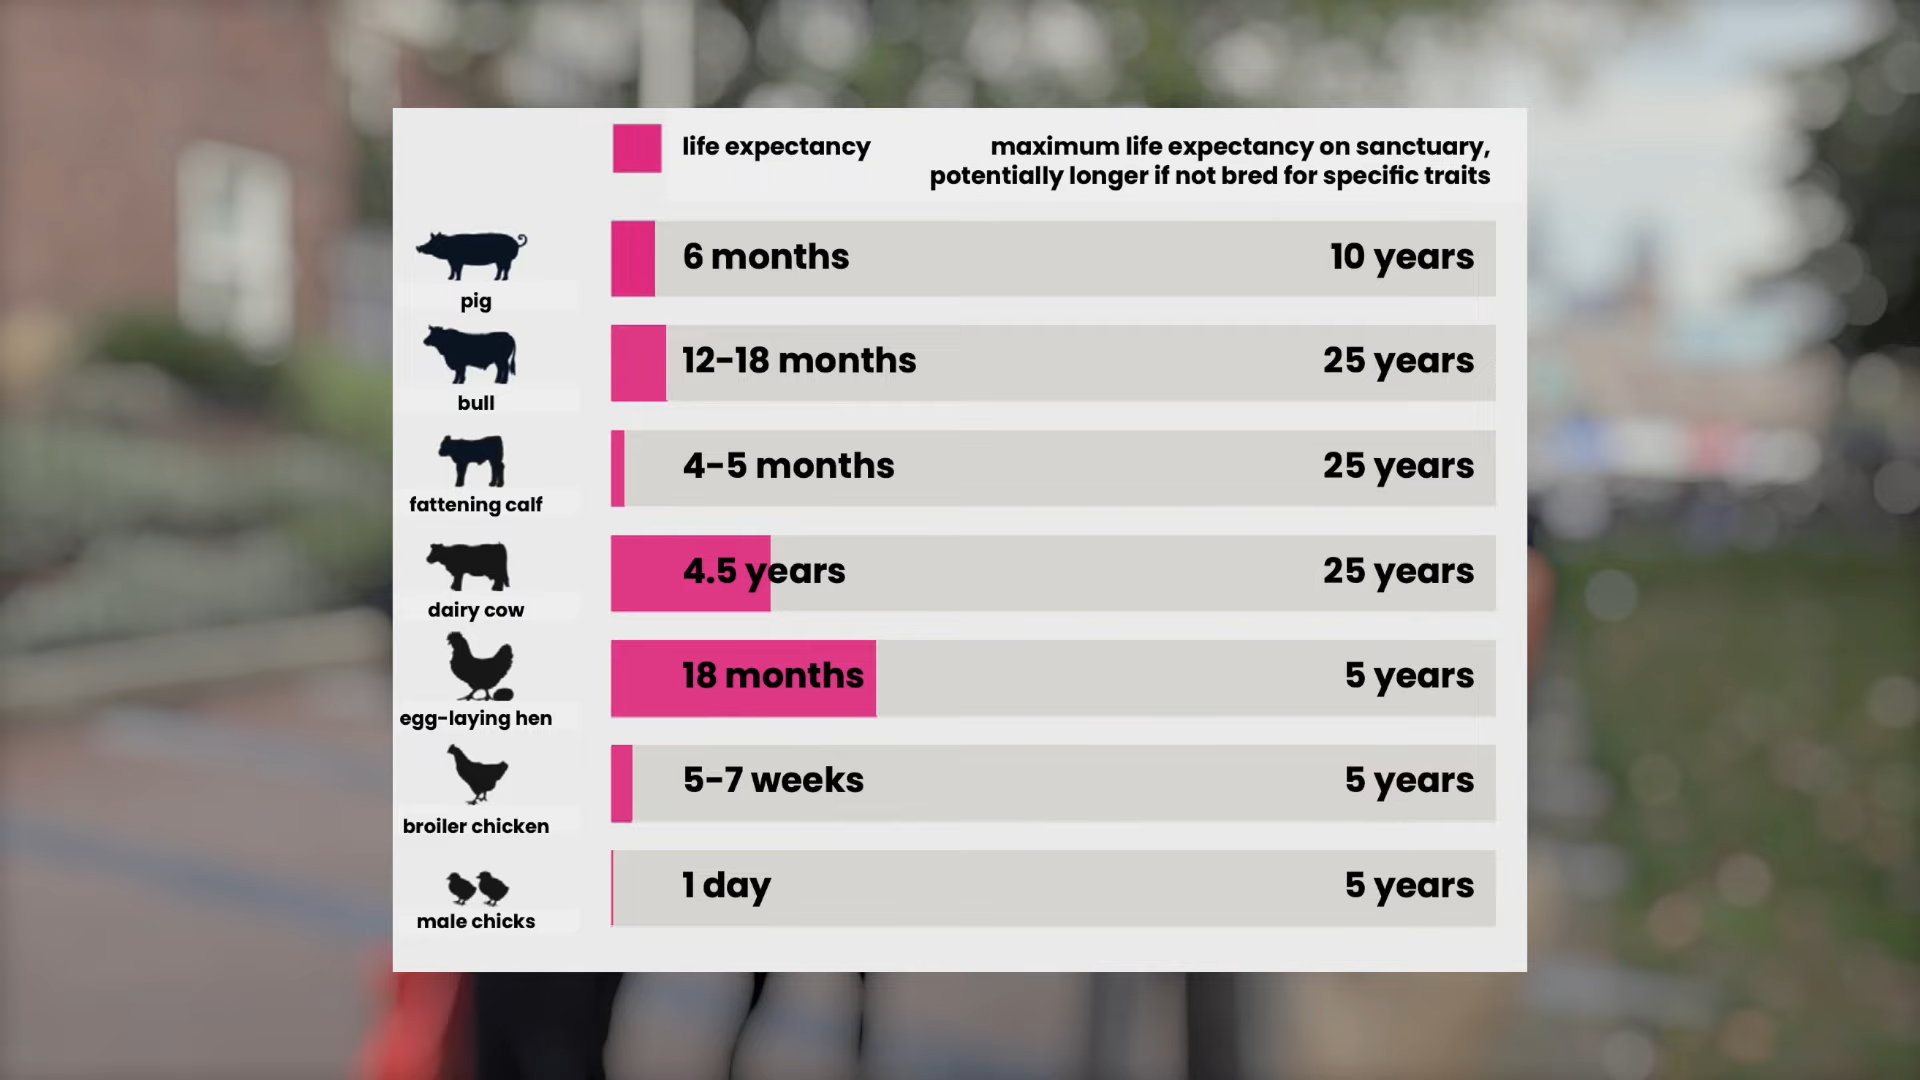 life expectancy
maximum life expectancy on sanctuary,
potentially longer if not bred for specific traits
pig
6 months
10 years
bull
12-18 months
25 years
fattening calf
4-5 months
25 years
dairy cow
4.5 years
25 years
egg-laying hen
18 months
5 years
broiler chicken
5-7 weeks
5 years
male chicks
1 day
5 years